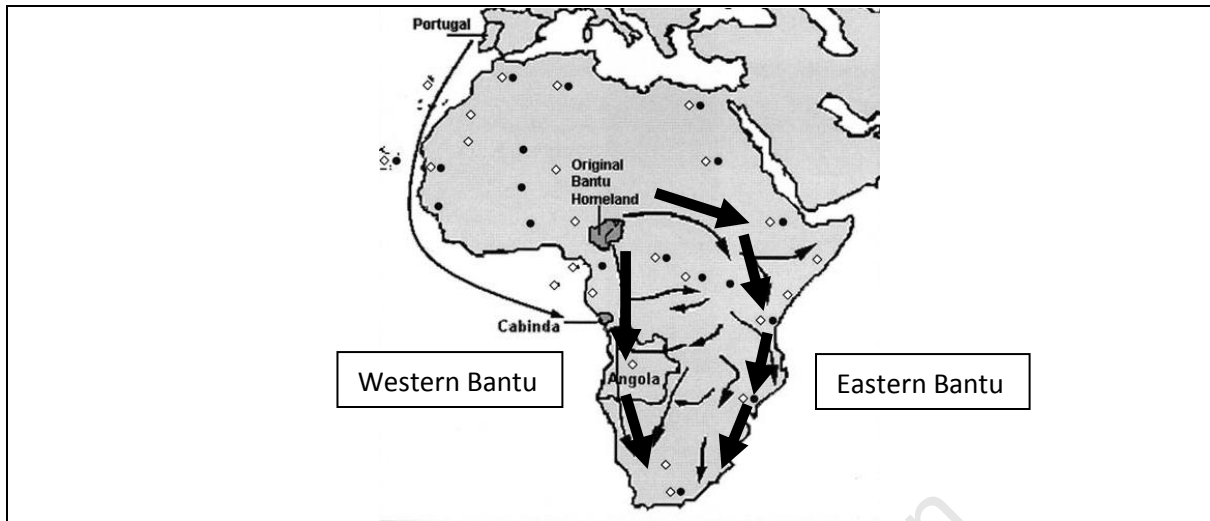 Portugal
Original
Bantu
Homeland
Cabinda
Angola
Western Bantu
Eastern Bantu